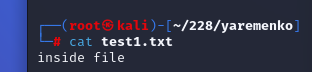 ┌──(root㉿kali)-[~/228/yaremenko]
└─# cat test1.txt
inside file